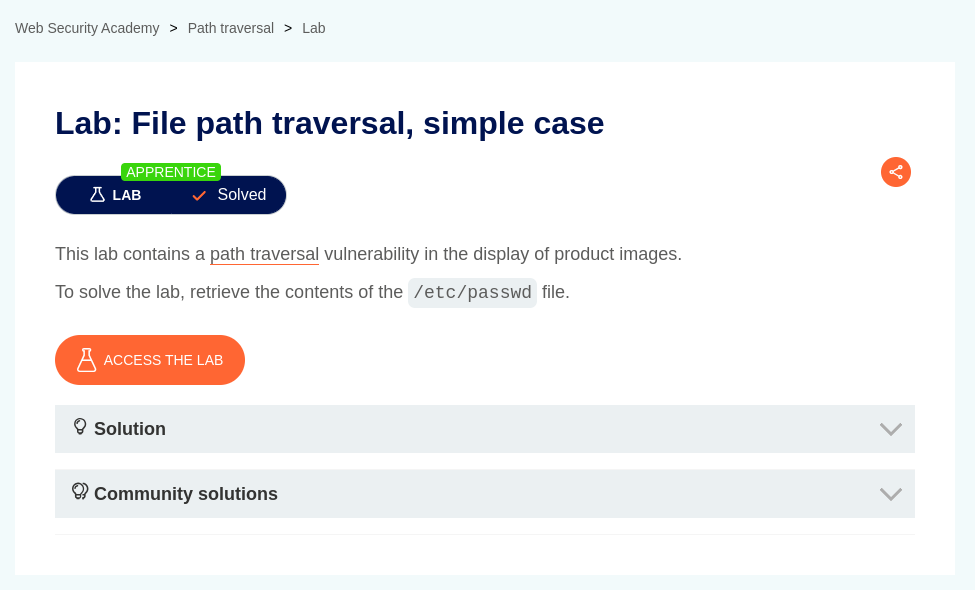 Web Security Academy > Path traversal > Lab
Lab: File path traversal, simple case
APPRENTICE
LAB Solved
This lab contains a path traversal vulnerability in the display of product images.
To solve the lab, retrieve the contents of the /etc/passwd file.
ACCESS THE LAB
Solution
Community solutions